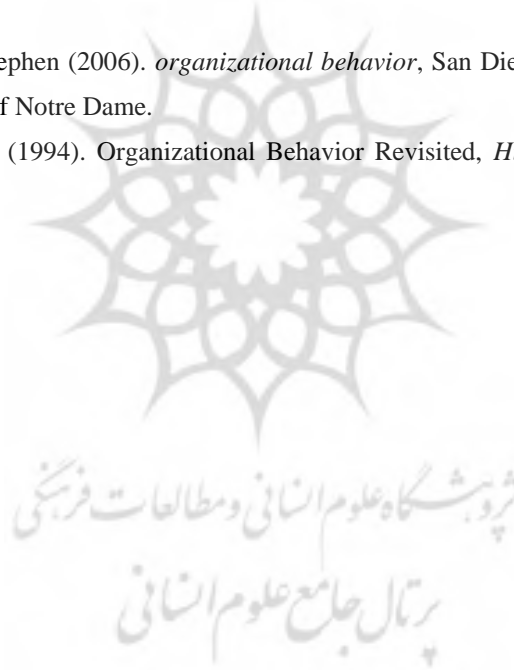 ephen (2006). organizational behavior, San Die
f Notre Dame.
(1994). Organizational Behavior Revisited, H
پژوهشگاه علوم انسانی و مطالعات فرهنگی
پرتال جامع علوم انسانی